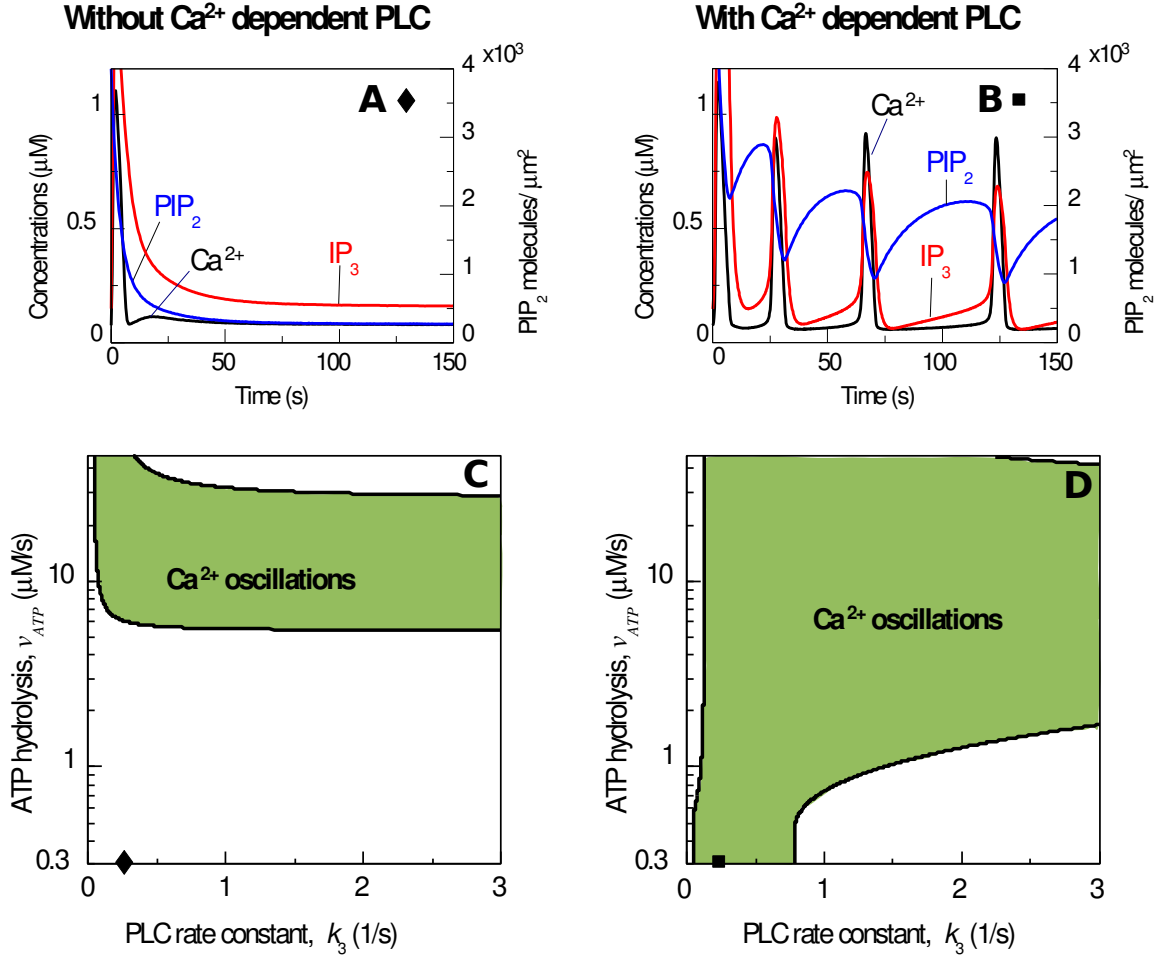 Without Ca²⁺ dependent PLC
With Ca²⁺ dependent PLC
Concentrations (μM)
1
0.5
0
4
x10³
3
2
1
0
PIP₂ molecules/ μm²
A
PIP₂
Ca²⁺
IP₃
0
50
100
150
Time (s)
Concentrations (μM)
1
0.5
0
4
x10³
3
2
1
0
PIP₂ molecules/ μm²
B
Ca²⁺
PIP₂
IP₃
0
50
100
150
Time (s)
ATP hydrolysis, v_ATP (μM/s)
10
1
0.3
C
Ca²⁺ oscillations
0
1
2
3
PLC rate constant, k₃ (1/s)
ATP hydrolysis, v_ATP (μM/s)
10
1
0.3
D
Ca²⁺ oscillations
0
1
2
3
PLC rate constant, k₃ (1/s)